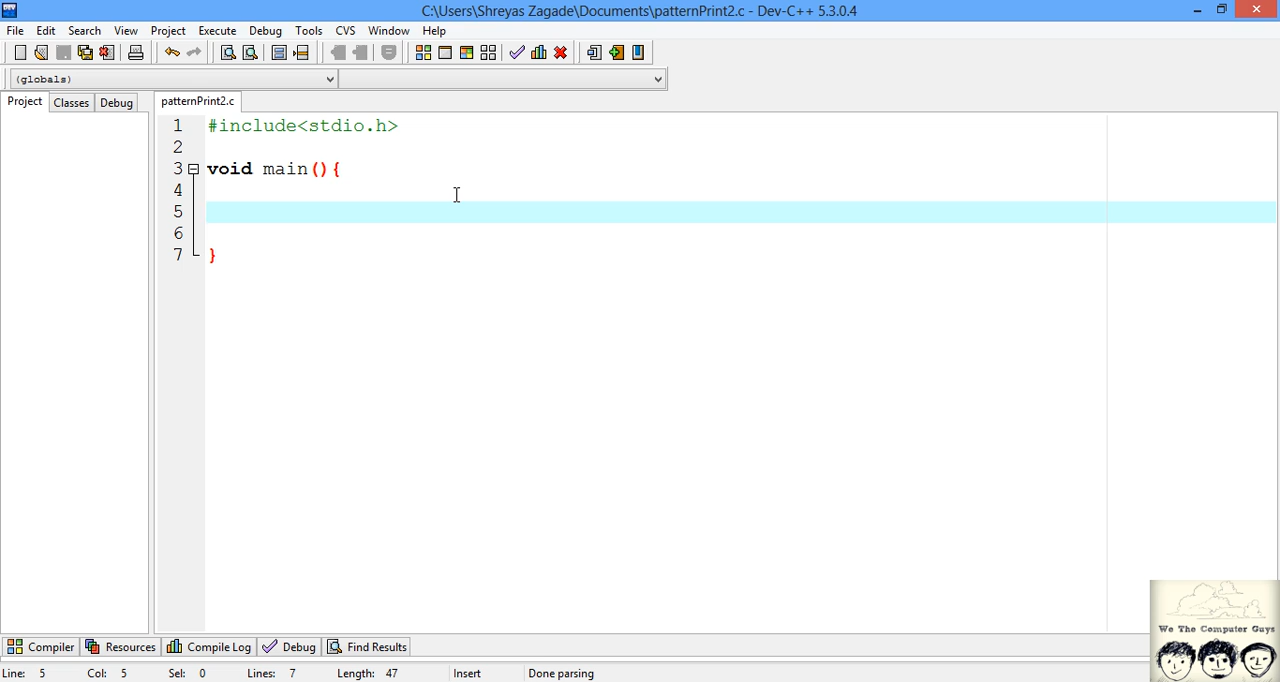 C:\Users\Shreyas Zagade\Documents\patternPrint2.c - Dev-C++ 5.3.0.4
File Edit Search View Project Execute Debug Tools CVS Window Help
(globals)
Project Classes Debug patternPrint2.c
1 #include<stdio.h>
2
3 void main(){
4
5
6
7 }
We The Computer Guys
Compiler Resources Compile Log Debug Find Results
Line: 5 Col: 5 Sel: 0 Lines: 7 Length: 47 Insert Done parsing